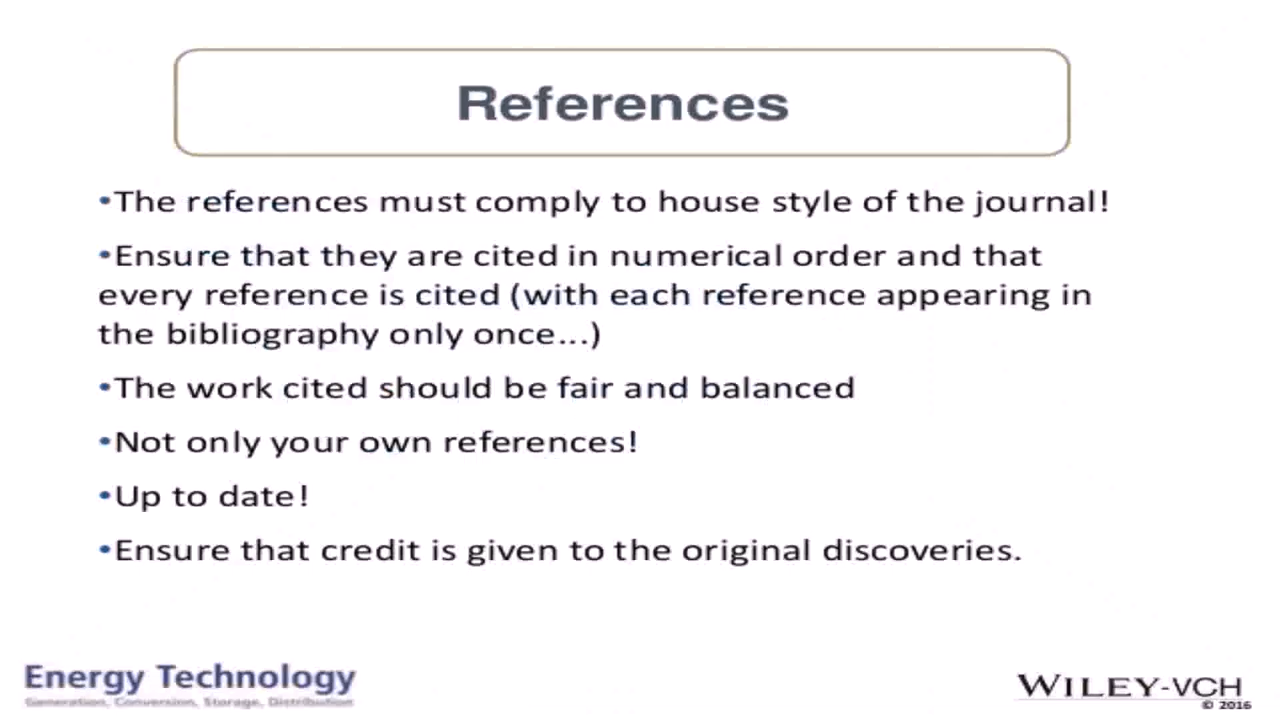 References
•The references must comply to house style of the journal!
•Ensure that they are cited in numerical order and that
every reference is cited (with each reference appearing in
the bibliography only once...)
•The work cited should be fair and balanced
•Not only your own references!
•Up to date!
•Ensure that credit is given to the original discoveries.
Energy Technology
Generation, Conversion, Storage, Distribution
WILEY-VCH
© 2016